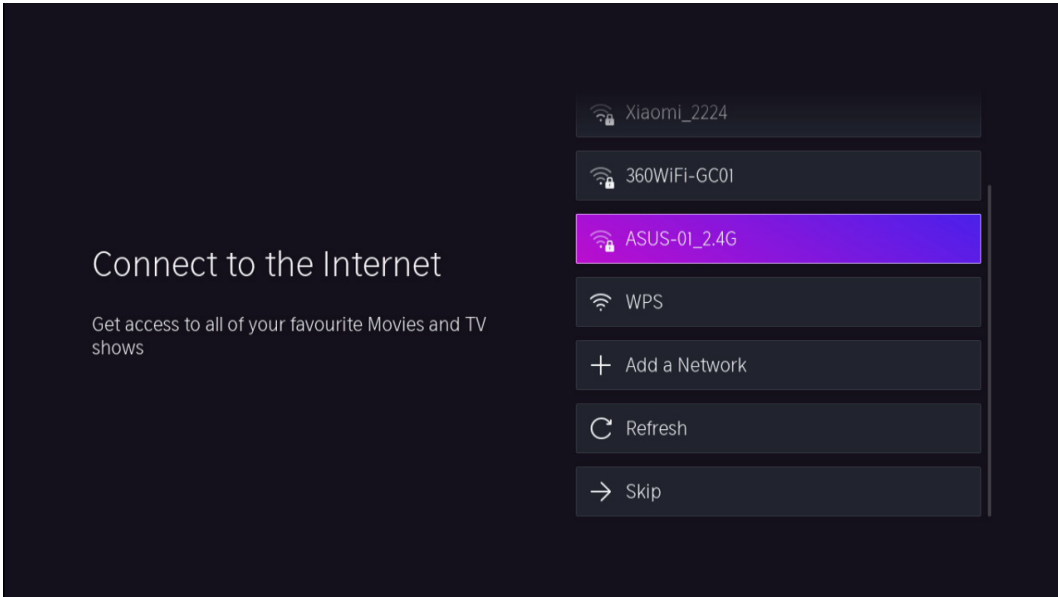 Connect to the Internet
Get access to all of your favourite Movies and TV
shows
Xiaomi_2224
360WiFi-GC01
ASUS-01_2.4G
WPS
Add a Network
Refresh
Skip